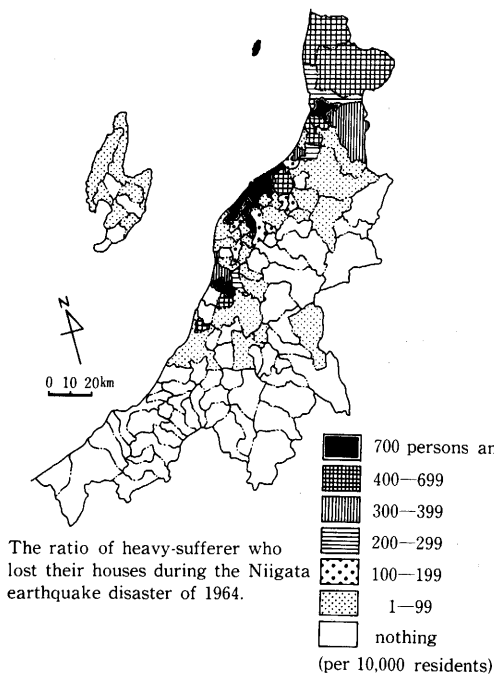 N
0 10 20km
700 persons an
400—699
300—399
200—299
100—199
1—99
nothing
(per 10,000 residents)
The ratio of heavy-sufferer who
lost their houses during the Niigata
earthquake disaster of 1964.